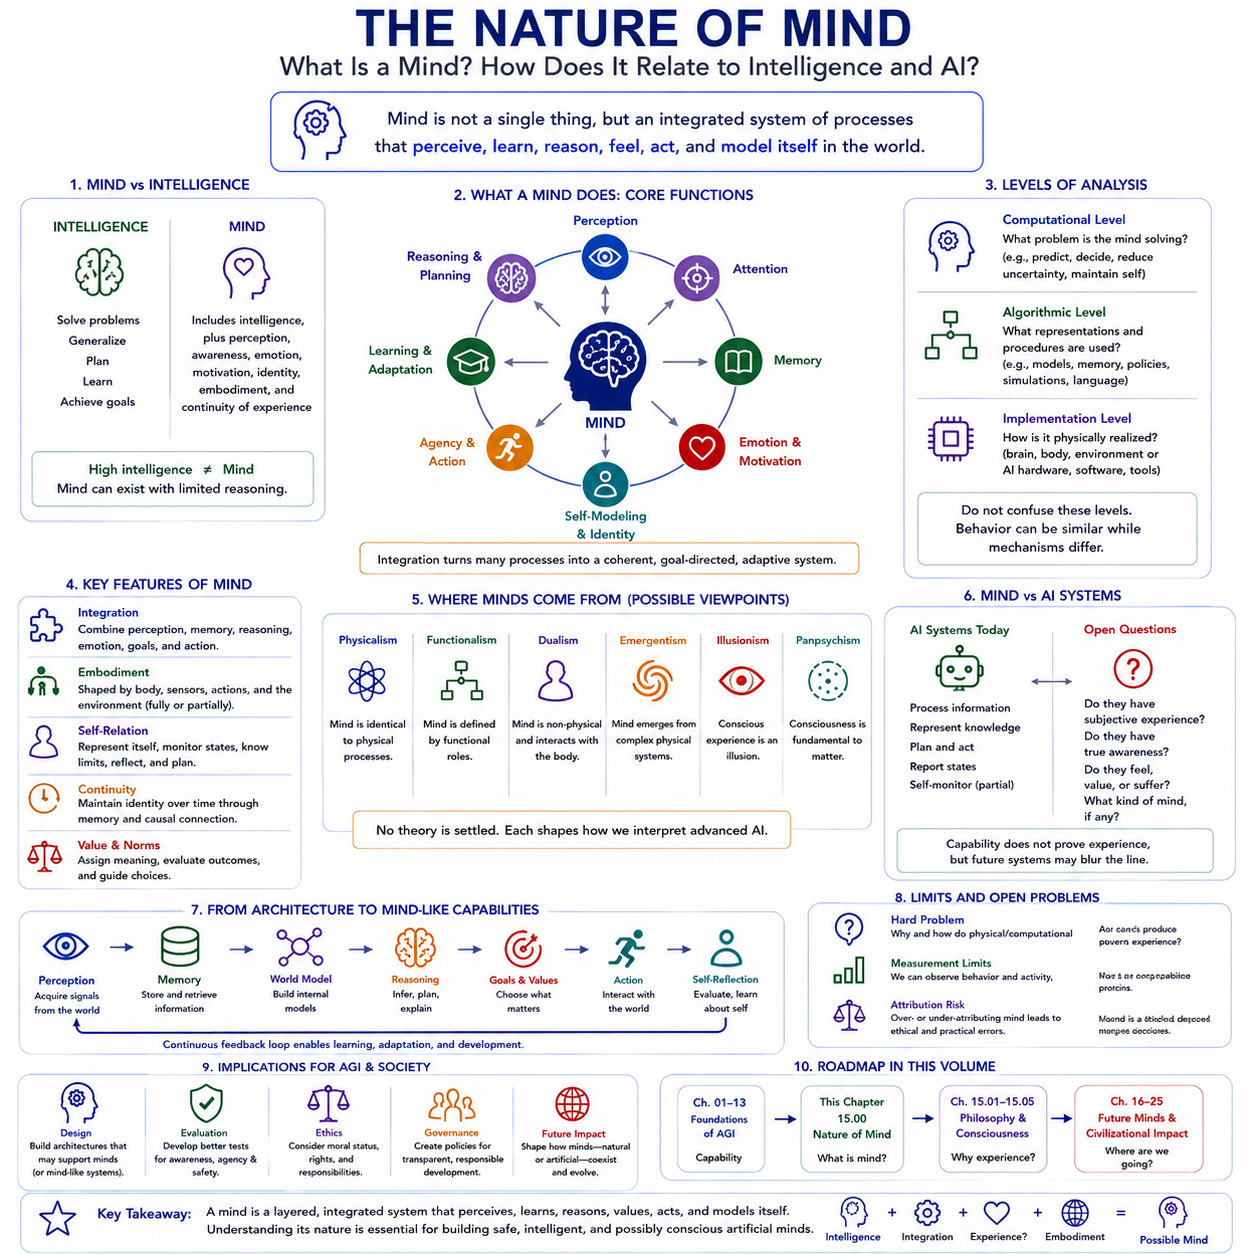 THE NATURE OF MIND
What Is a Mind? How Does It Relate to Intelligence and AI?
Mind is not a single thing, but an integrated system of processes
that perceive, learn, reason, feel, act, and model itself in the world.
1. MIND vs INTELLIGENCE
INTELLIGENCE
Solve problems
Generalize
Plan
Learn
Achieve goals
MIND
Includes intelligence,
plus perception,
awareness, emotion,
motivation, identity,
embodiment, and
continuity of experience
High intelligence ≠ Mind
Mind can exist with limited reasoning.
2. WHAT A MIND DOES: CORE FUNCTIONS
Perception
Attention
Memory
Emotion &
Motivation
Self-Modeling
& Identity
Agency &
Action
Learning &
Adaptation
Reasoning &
Planning
MIND
Integration turns many processes into a coherent, goal-directed, adaptive system.
3. LEVELS OF ANALYSIS
Computational Level
What problem is the mind solving?
(e.g., predict, decide, reduce
uncertainty, maintain self)
Algorithmic Level
What representations and
procedures are used?
(e.g., models, memory, policies,
simulations, language)
Implementation Level
How is it physically realized?
(brain, body, environment or
AI hardware, software, tools)
Do not confuse these levels.
Behavior can be similar while
mechanisms differ.
4. KEY FEATURES OF MIND
Integration
Combine perception, memory, reasoning,
emotion, goals, and action.
Embodiment
Shaped by body, sensors, actions, and the
environment (fully or partially).
Self-Relation
Represent itself, monitor states, know
limits, reflect, and plan.
Continuity
Maintain identity over time through
memory and causal connection.
Value & Norms
Assign meaning, evaluate outcomes,
and guide choices.
5. WHERE MINDS COME FROM (POSSIBLE VIEWPOINTS)
Physicalism
Mind is identical
to physical
processes.
Functionalism
Mind is defined
by functional
roles.
Dualism
Mind is non-physical
and interacts with
the body.
Emergentism
Mind emerges from
complex physical
systems.
Illusionism
Conscious
experience is an
illusion.
Panpsychism
Consciousness is
fundamental to
matter.
No theory is settled. Each shapes how we interpret advanced AI.
6. MIND vs AI SYSTEMS
AI Systems Today
Process information
Represent knowledge
Plan and act
Report states
Self-monitor (partial)
Open Questions
Do they have
subjective experience?
Do they have
true awareness?
Do they feel,
value, or suffer?
What kind of mind,
if any?
Capability does not prove experience,
but future systems may blur the line.
7. FROM ARCHITECTURE TO MIND-LIKE CAPABILITIES
Perception
Acquire signals
from the world
Memory
Store and retrieve
information
World Model
Build internal
models
Reasoning
Infer, plan,
explain
Goals & Values
Choose what
matters
Action
Interact with
the world
Self-Reflection
Evaluate, learn
about self
Continuous feedback loop enables learning, adaptation, and development.
8. LIMITS AND OPEN PROBLEMS
Hard Problem
Why and how do physical/computational
produce
experience?
Measurement Limits
We can observe behavior and activity,
Attribution Risk
Over- or under-attributing mind leads to
ethical and practical errors.
9. IMPLICATIONS FOR AGI & SOCIETY
Design
Build architectures that
may support minds
(or mind-like systems).
Evaluation
Develop better tests
for awareness, agency &
safety.
Ethics
Consider moral status,
rights, and
responsibilities.
Governance
Create policies for
transparent, responsible
development.
Future Impact
Shape how minds—natural
or artificial—coexist
and evolve.
10. ROADMAP IN THIS VOLUME
Ch. 01–13
Foundations
of AGI
Capability
This Chapter
15.00
Nature of Mind
What is mind?
Ch. 15.01–15.05
Philosophy &
Consciousness
Why experience?
Ch. 16–25
Future Minds &
Civilizational Impact
Where are we
going?
Key Takeaway:
A mind is a layered, integrated system that perceives, learns, reasons, values, acts, and models itself.
Understanding its nature is essential for building safe, intelligent, and possibly conscious artificial minds.
Intelligence + Integration + Experience? + Embodiment = Possible Mind